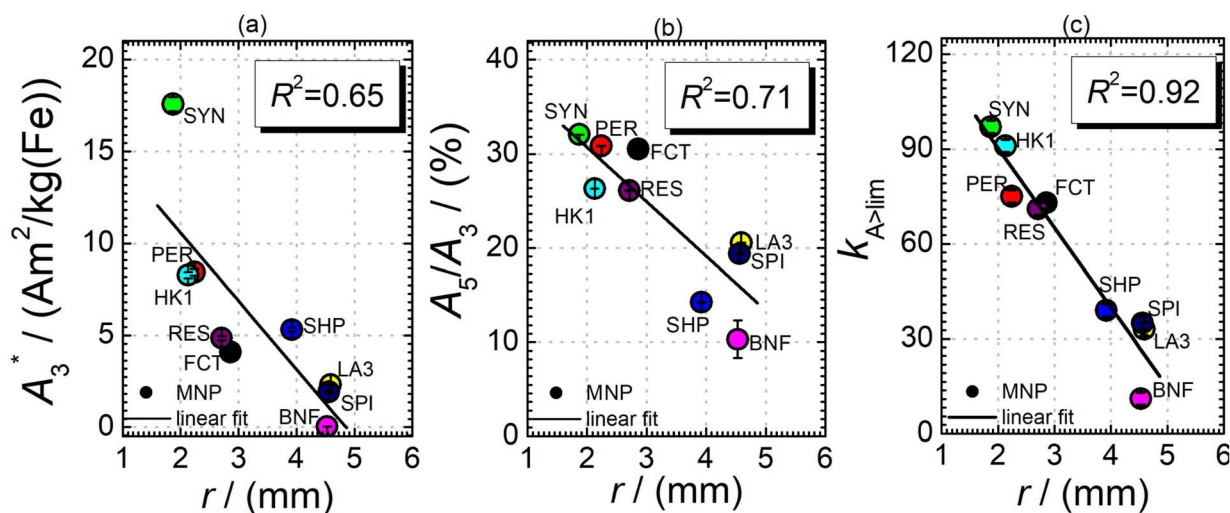 (a)
A3* / (Am²/kg(Fe))
20
15
10
5
0
R²=0.65
SYN
PER
HK1
RES
FCT
SHP
LA3
SPI
BNF
MNP
linear fit
1 2 3 4 5 6
r / (mm)
(b)
A5/A3 / (%)
40
30
20
10
0
R²=0.71
SYN
PER
FCT
HK1
RES
LA3
SPI
SHP
BNF
MNP
linear fit
1 2 3 4 5 6
r / (mm)
(c)
kA>lim
120
90
60
30
0
R²=0.92
SYN
HK1
PER
FCT
RES
SHP
SPI
LA3
BNF
MNP
linear fit
1 2 3 4 5 6
r / (mm)